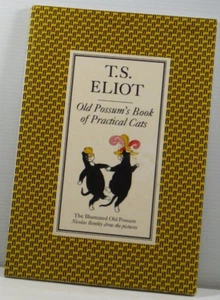 T.S.
ELIOT
Old Possum's Book
of Practical Cats
The Illustrated Old Possum
Nicolas Bentley drew the pictures